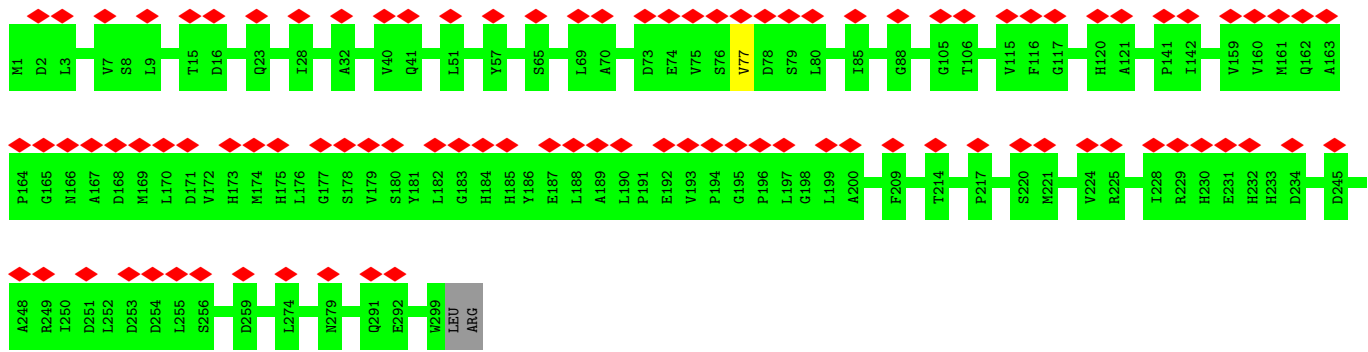 M1 D2 L3 V7 S8 L9 T15 D16 Q23 I28 A32 V40 Q41 L51 Y57 S65 L69 A70 D73 E74 V75 S76 V77 D78 S79 L80 I85 G88 G105 T106 V115 F116 G117 H120 A121 P141 I142 V159 V160 M161 Q162 A163
P164 G165 N166 A167 D168 M169 L170 D171 V172 H173 M174 H175 L176 G177 S178 V179 S180 Y181 L182 G183 H184 H185 Y186 E187 L188 A189 L190 P191 E192 V193 P194 G195 P196 L197 G198 L199 A200 F209 T214 P217 S220 M221 V224 R225 I228 R229 H230 E231 H232 H233 D234 D245
A248 R249 I250 D251 L252 D253 D254 L255 S256 D259 L274 N279 Q291 E292 W299 LEU ARG